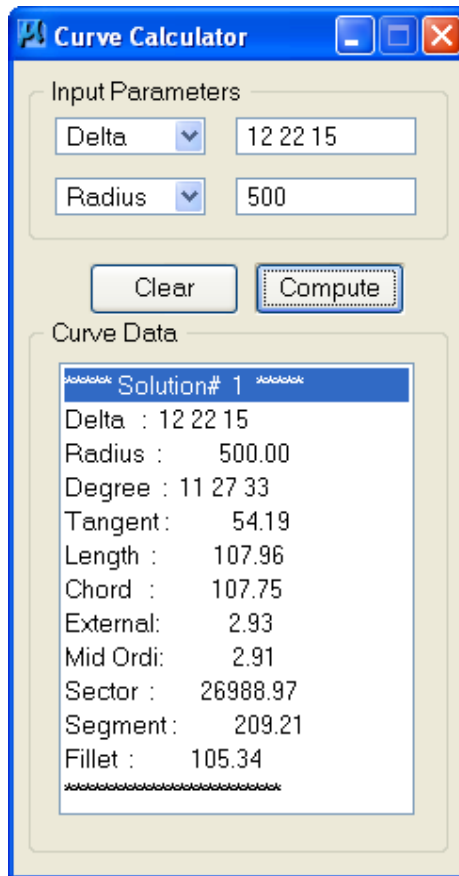 Curve Calculator
Input Parameters
Delta 12 22 15
Radius 500
Clear Compute
Curve Data
****** Solution# 1 ******
Delta : 12 22 15
Radius : 500.00
Degree : 11 27 33
Tangent: 54.19
Length : 107.96
Chord : 107.75
External: 2.93
Mid Ordi: 2.91
Sector : 26988.97
Segment: 209.21
Fillet : 105.34
***************************